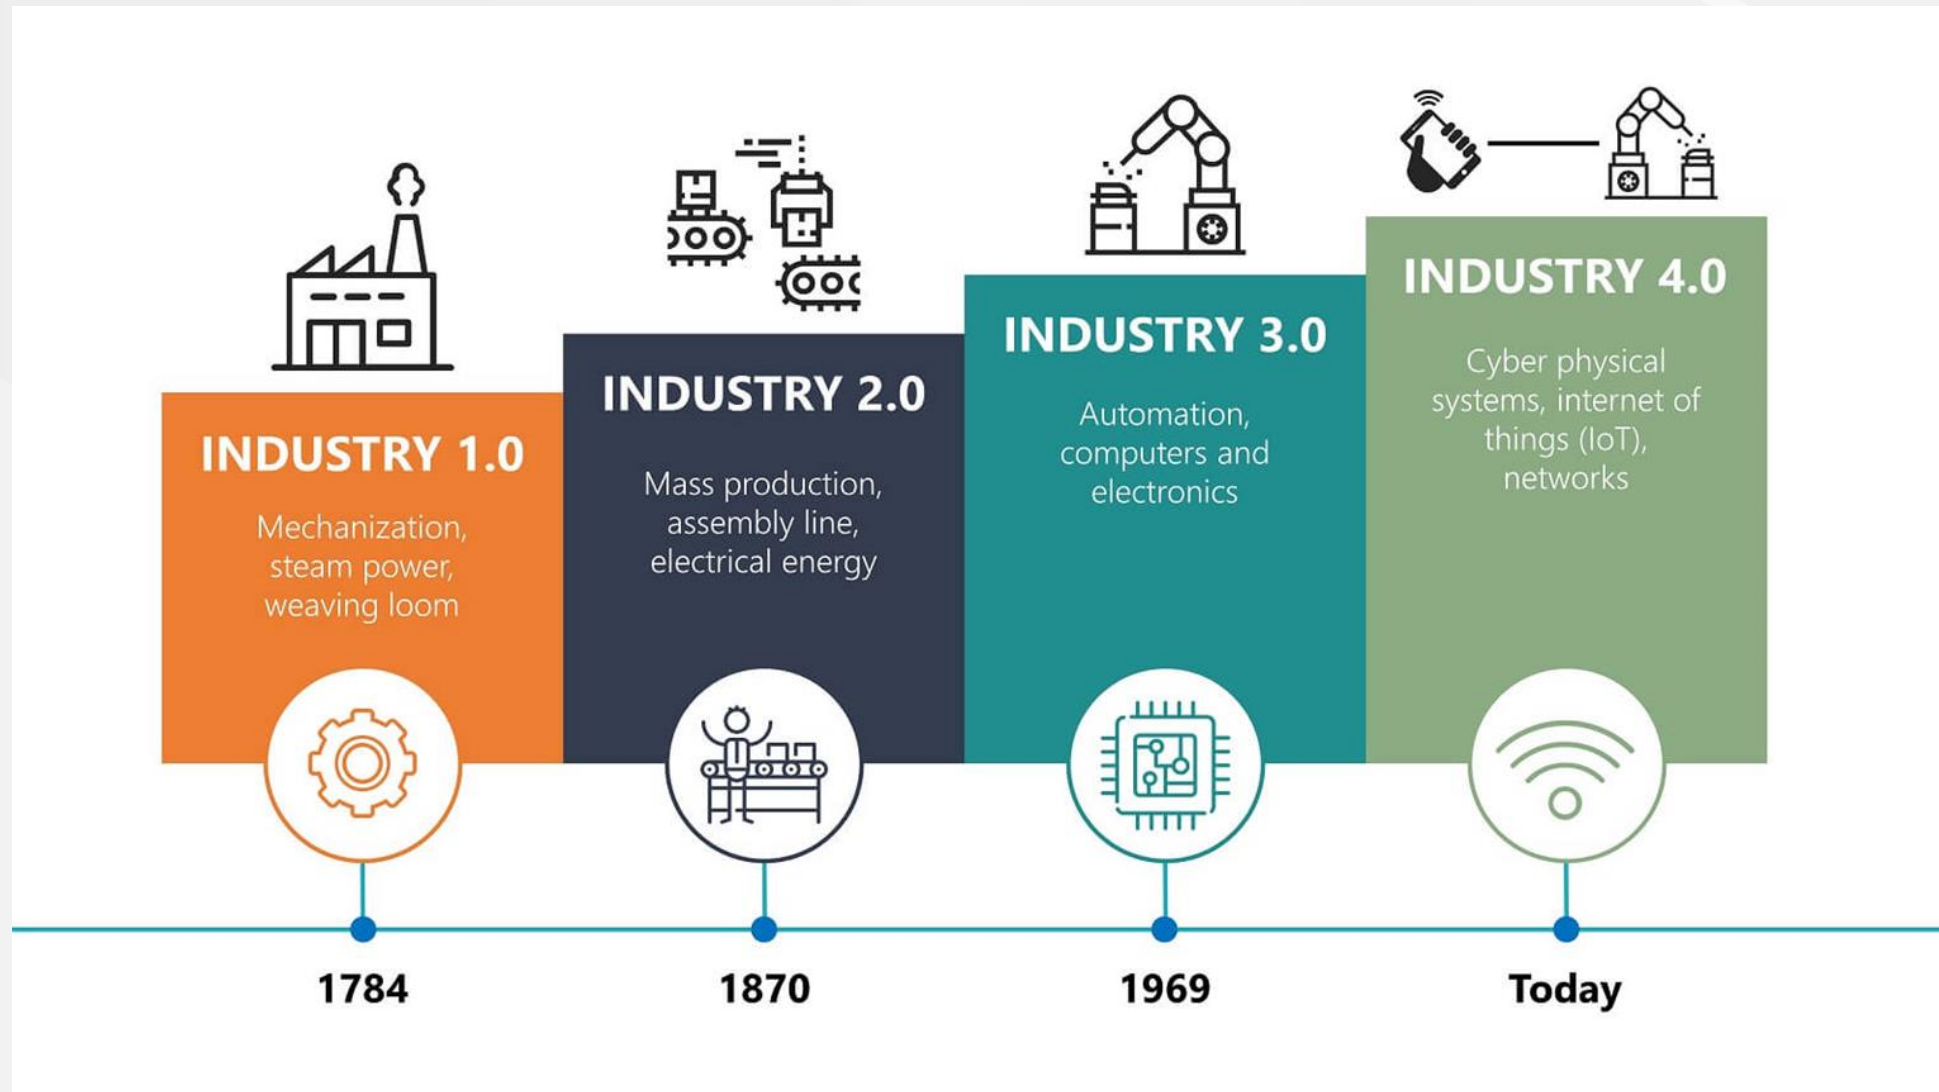 INDUSTRY 1.0
Mechanization,
steam power,
weaving loom
1784
INDUSTRY 2.0
Mass production,
assembly line,
electrical energy
1870
INDUSTRY 3.0
Automation,
computers and
electronics
1969
INDUSTRY 4.0
Cyber physical
systems, internet of
things (IoT),
networks
Today